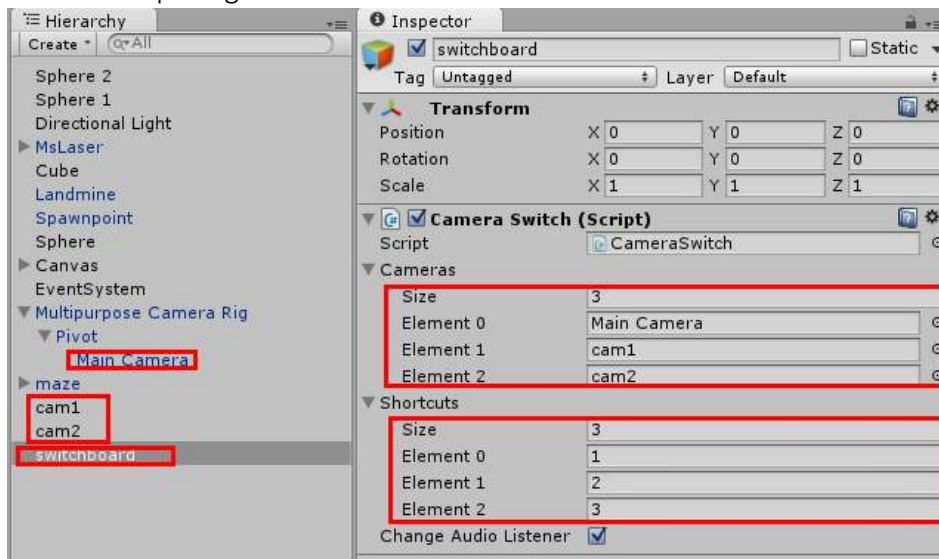 Hierarchy
Create
All
Sphere 2
Sphere 1
Directional Light
MsLaser
Cube
Landmine
Spawnpoint
Sphere
Canvas
EventSystem
Multipurpose Camera Rig
Pivot
Main Camera
maze
cam1
cam2
switchboard
Inspector
switchboard Static
Tag Untagged Layer Default
Transform
Position X 0 Y 0 Z 0
Rotation X 0 Y 0 Z 0
Scale X 1 Y 1 Z 1
Camera Switch (Script)
Script CameraSwitch
Cameras
Size 3
Element 0 Main Camera
Element 1 cam1
Element 2 cam2
Shortcuts
Size 3
Element 0 1
Element 1 2
Element 2 3
Change Audio Listener